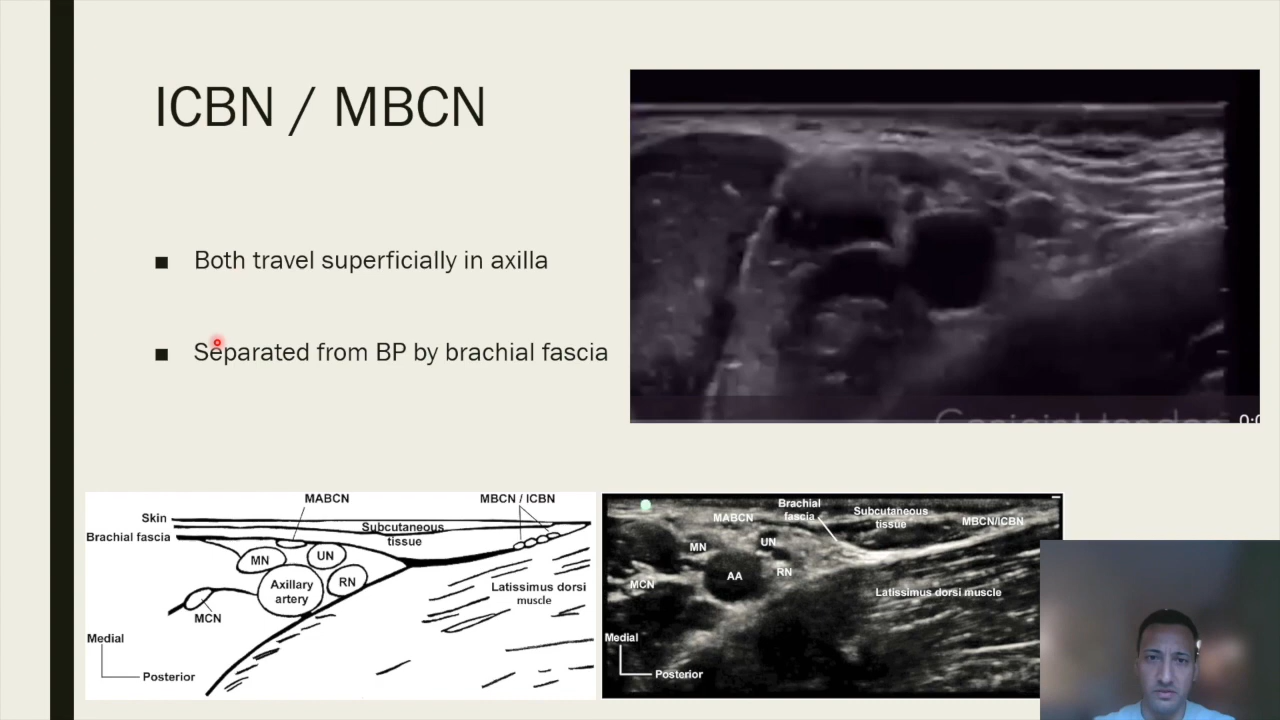 ICBN / MBCN
Both travel superficially in axilla
Separated from BP by brachial fascia
Conjoint tendon
MABCN
MBCN / ICBN
Skin
Subcutaneous
tissue
Brachial fascia
MN
UN
Axillary
artery
RN
Latissimus dorsi
muscle
MCN
Medial
Posterior
Brachial
fascia
Subcutaneous
tissue
MABCN
MBCN/ICBN
MN
UN
AA
RN
MCN
Latissimus dorsi muscle
Medial
Posterior